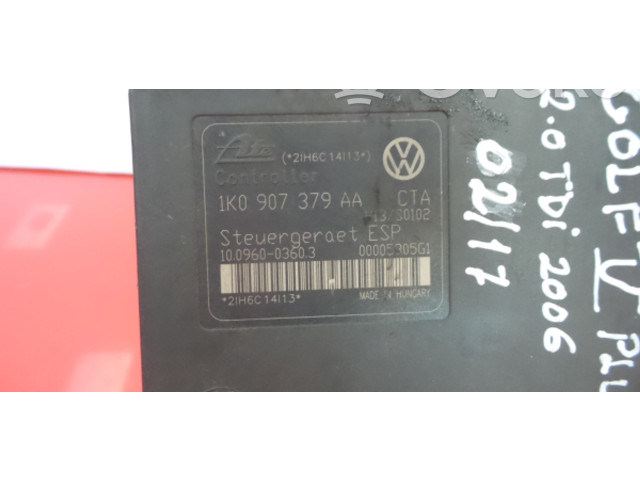 Ate (*2IH6C14I13*)
Controller
1K0 907 379 AA CTA
13/S0102
Steuergeraet ESP
10.0960-0360.3 00005305G1
*2IH6C14I13* MADE IN HUNGARY
VW
GOLF V PLU
2.0 TDi 2006
02/17